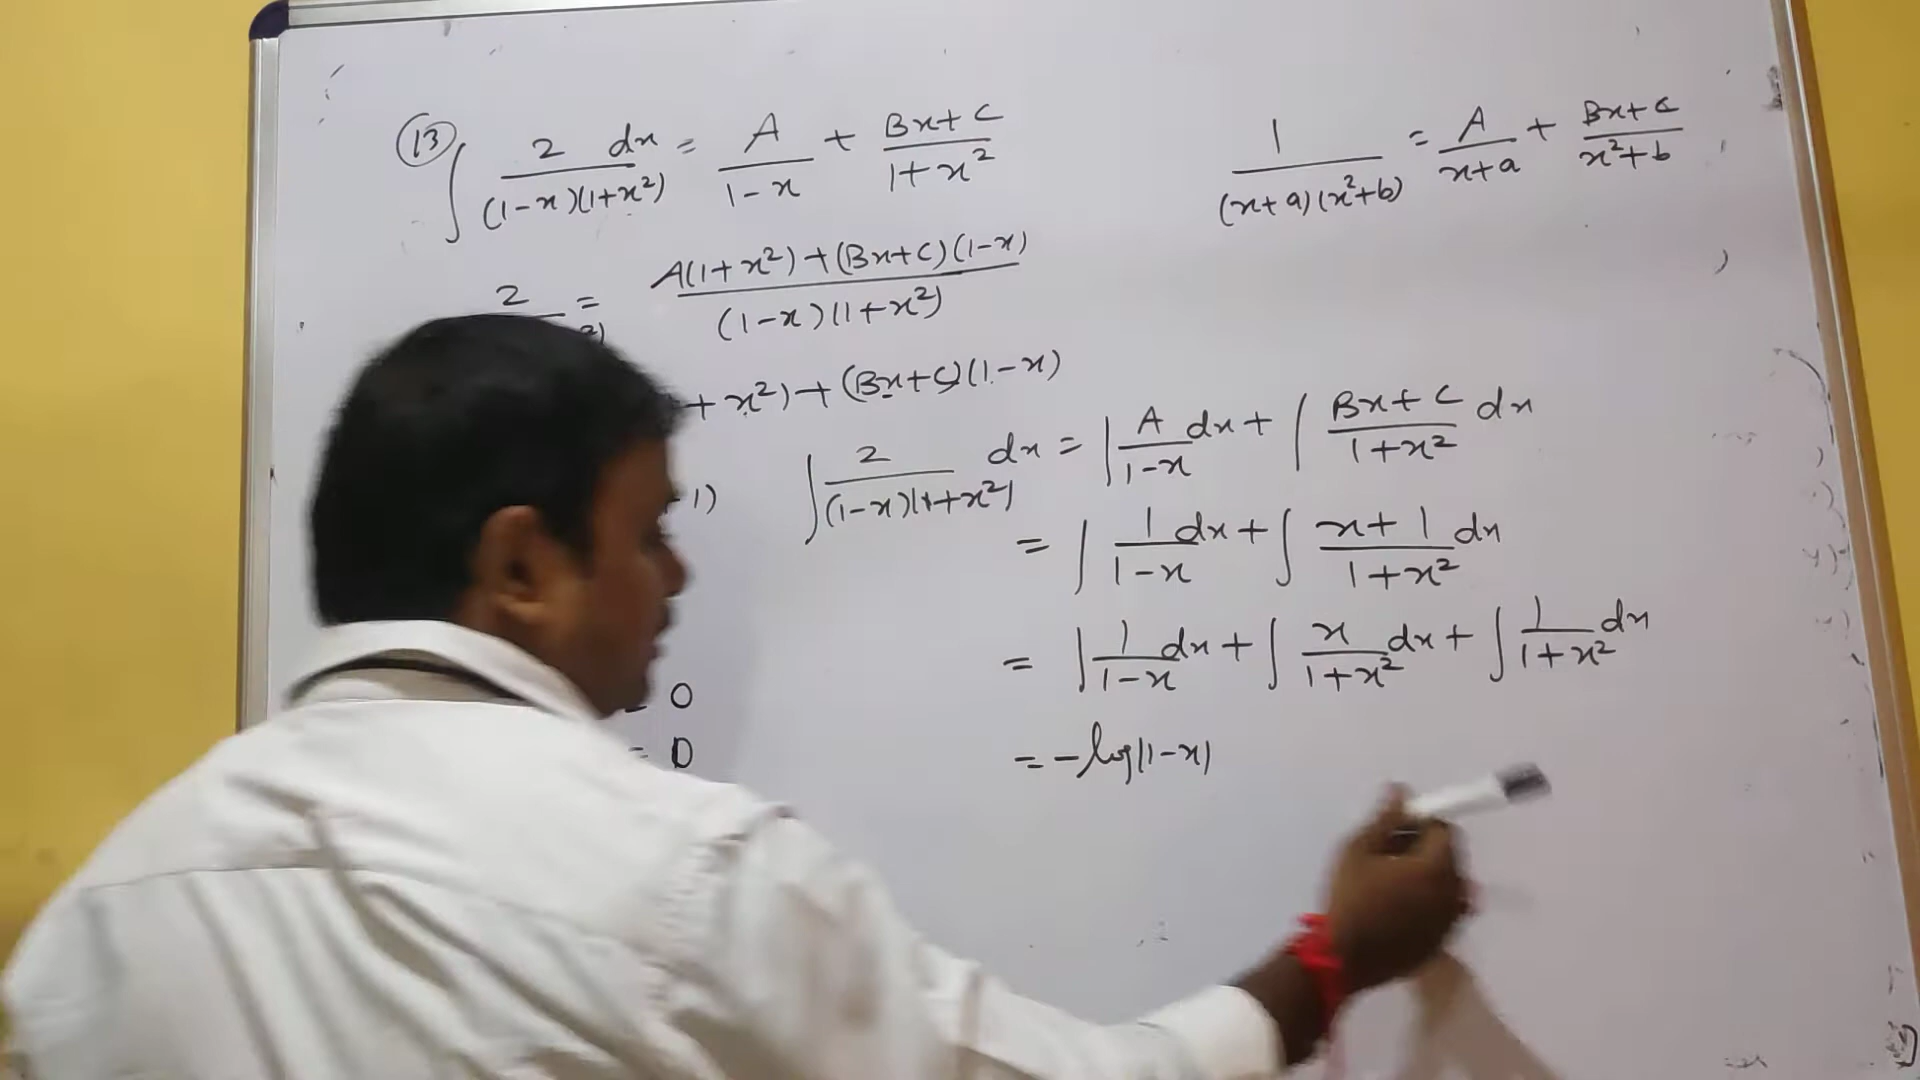 (13) ∫ 2 dx / (1-x)(1+x²) = A / 1-x + Bx+C / 1+x²
1 / (x+a)(x²+b) = A / x+a + Bx+C / x²+b
2 = A(1+x²)+(Bx+C)(1-x) / (1-x)(1+x²)
+x²)+(Bx+C)(1-x)
∫ 2 / (1-x)(1+x²) dx = ∫ A / 1-x dx + ∫ Bx+C / 1+x² dx
-1)
= ∫ 1 / 1-x dx + ∫ x+1 / 1+x² dx
= ∫ 1 / 1-x dx + ∫ x / 1+x² dx + ∫ 1 / 1+x² dx
= 0
= 0
= -log|1-x|